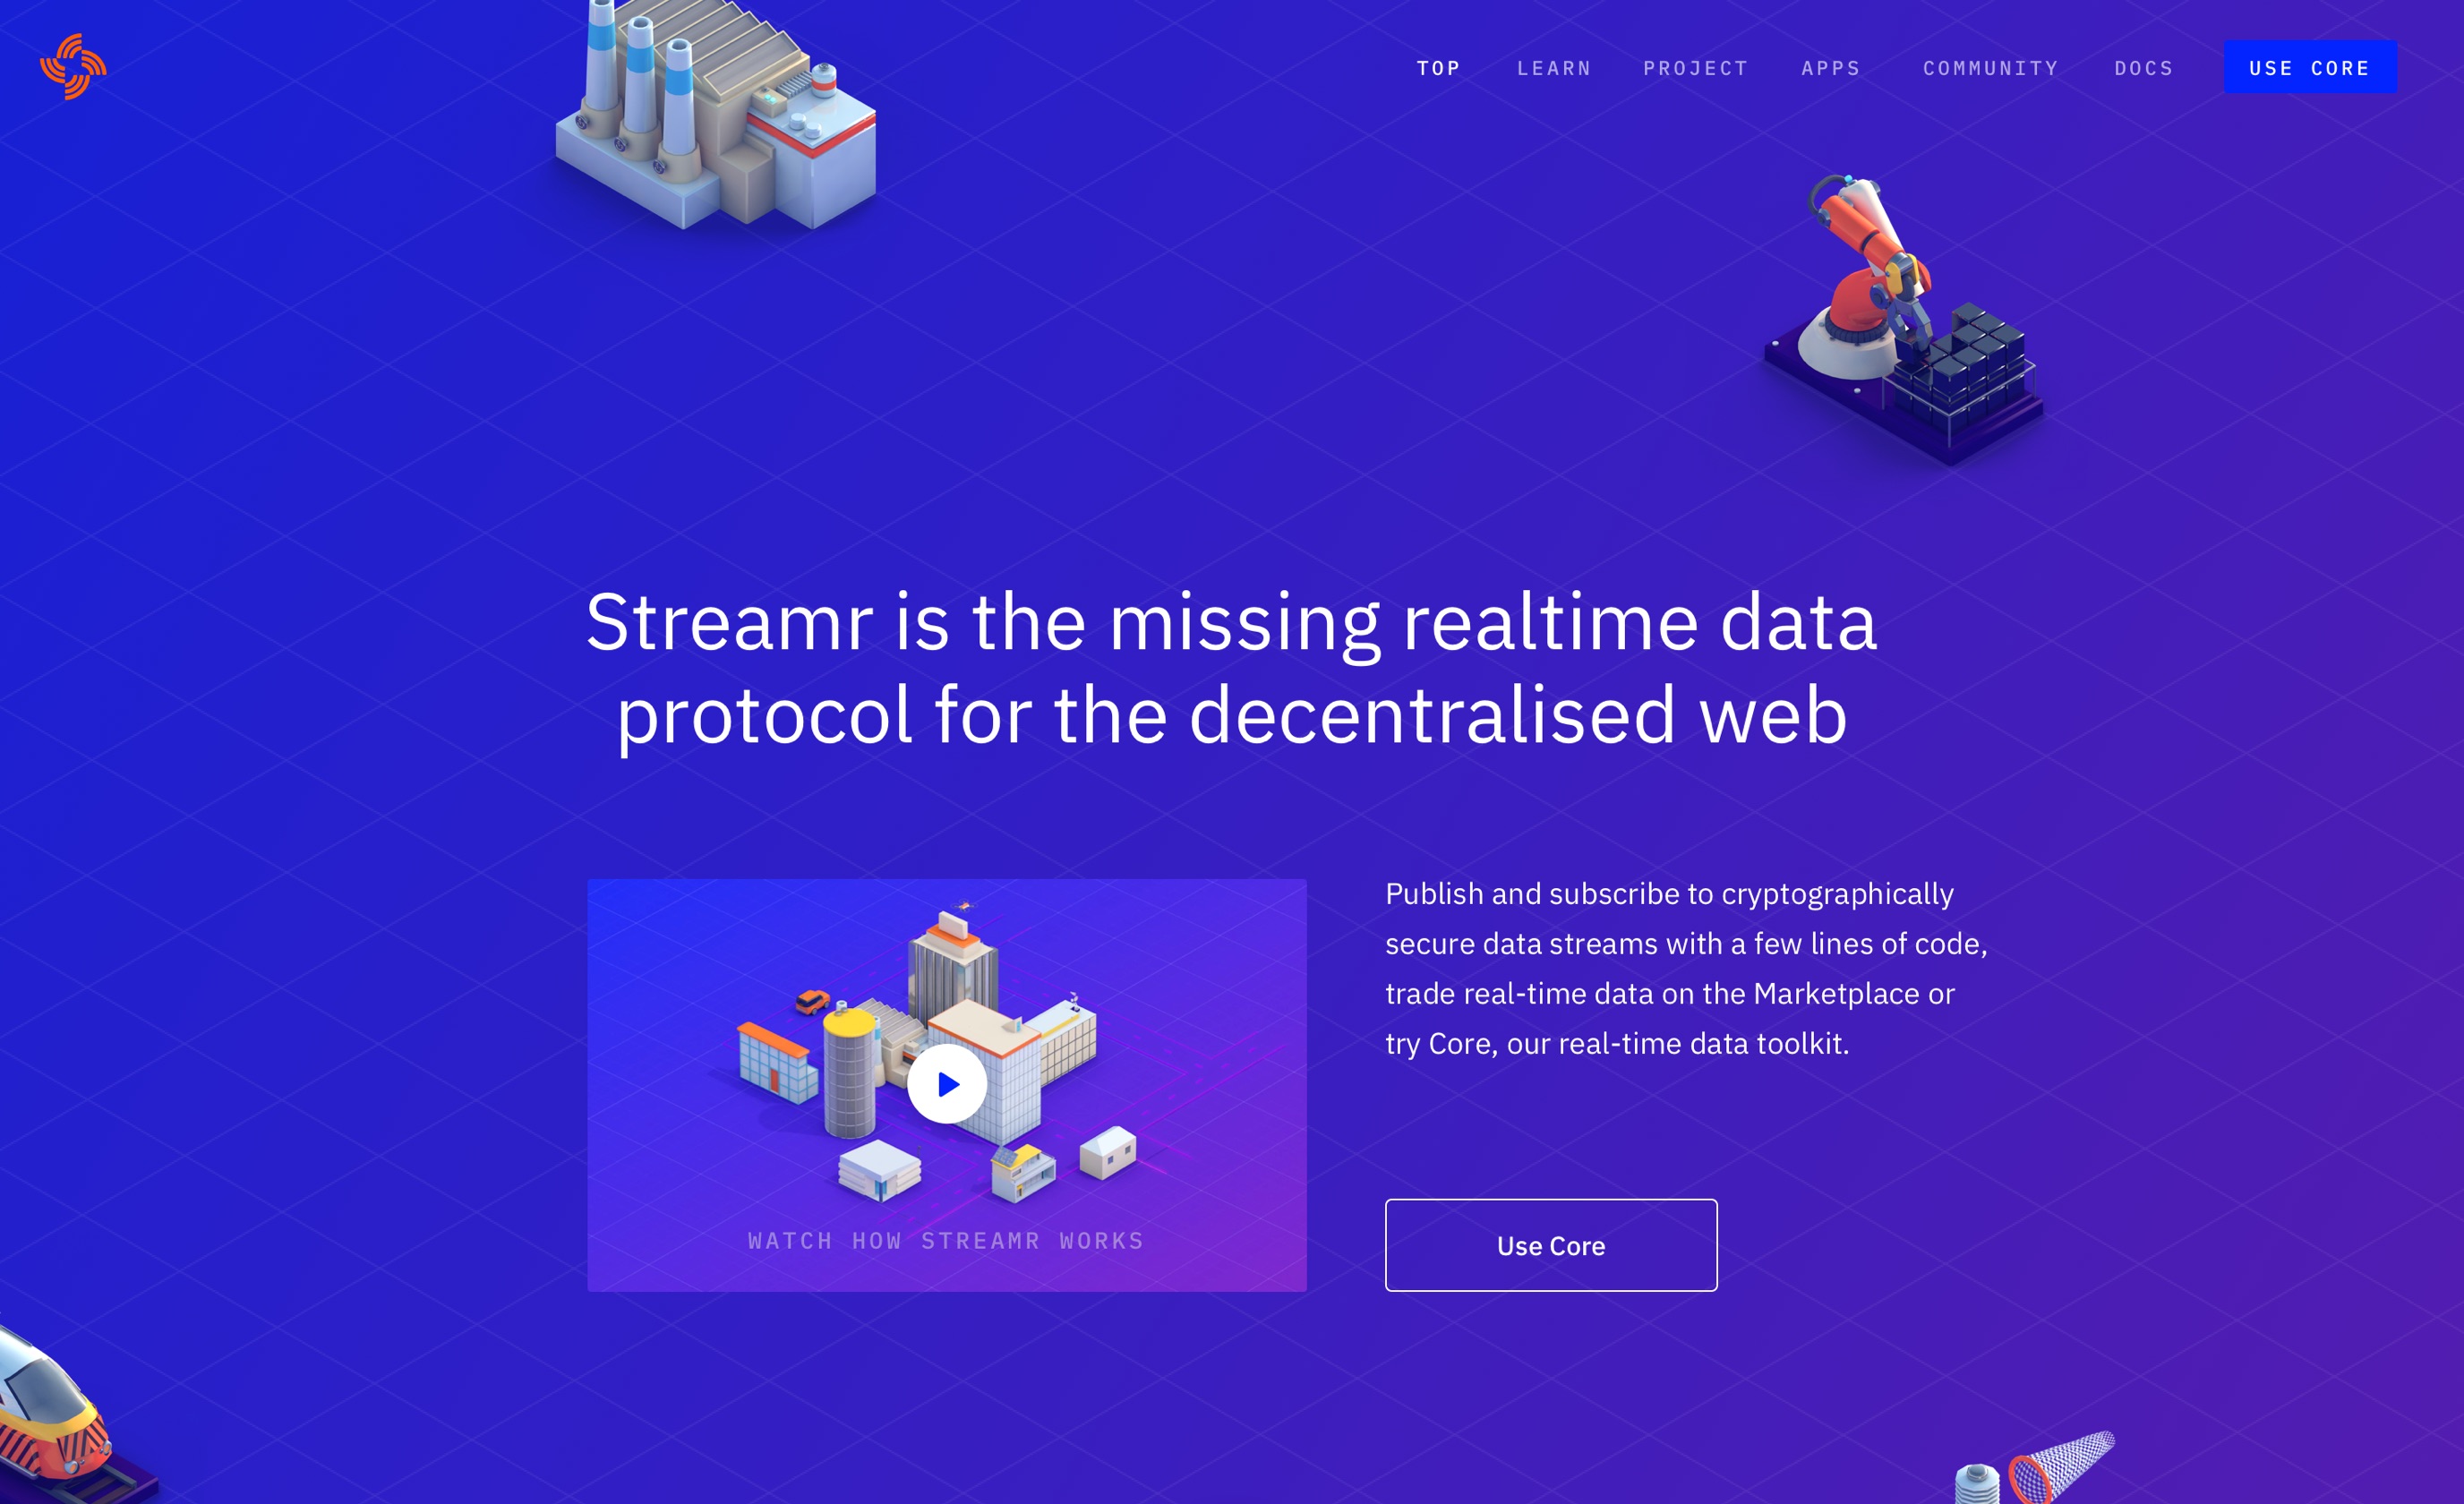 TOP LEARN PROJECT APPS COMMUNITY DOCS USE CORE
Streamr is the missing realtime data
protocol for the decentralised web
Publish and subscribe to cryptographically
secure data streams with a few lines of code,
trade real-time data on the Marketplace or
try Core, our real-time data toolkit.
WATCH HOW STREAMR WORKS
Use Core